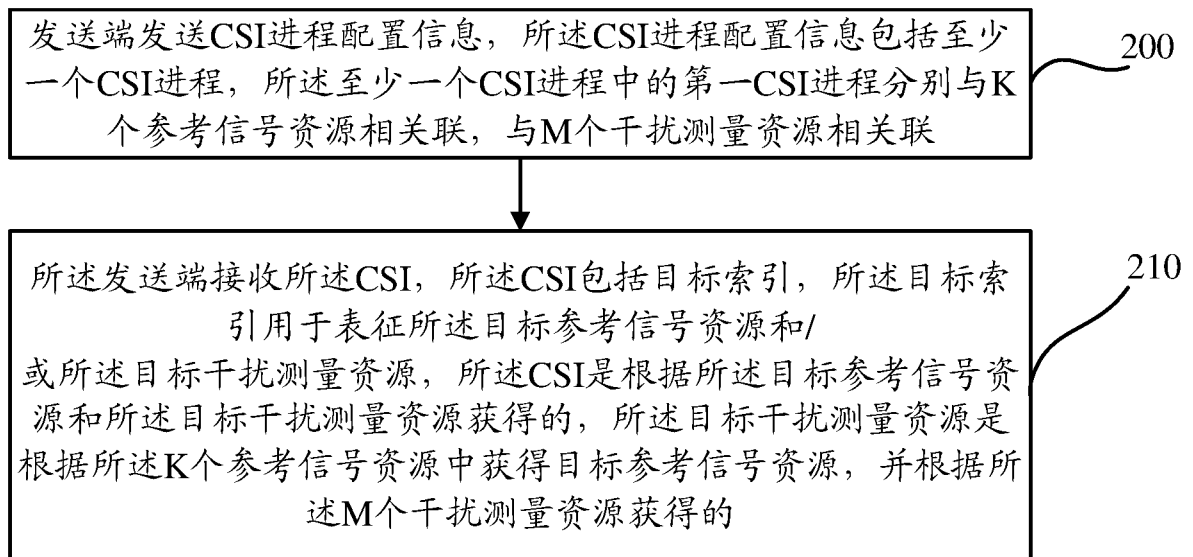 发送端发送CSI进程配置信息，所述CSI进程配置信息包括至少
一个CSI进程，所述至少一个CSI进程中的第一CSI进程分别与K
个参考信号资源相关联，与M个干扰测量资源相关联
200
所述发送端接收所述CSI，所述CSI包括目标索引，所述目标索
引用于表征所述目标参考信号资源和/
或所述目标干扰测量资源，所述CSI是根据所述目标参考信号资
源和所述目标干扰测量资源获得的，所述目标干扰测量资源是
根据所述K个参考信号资源中获得目标参考信号资源，并根据所
述M个干扰测量资源获得的
210